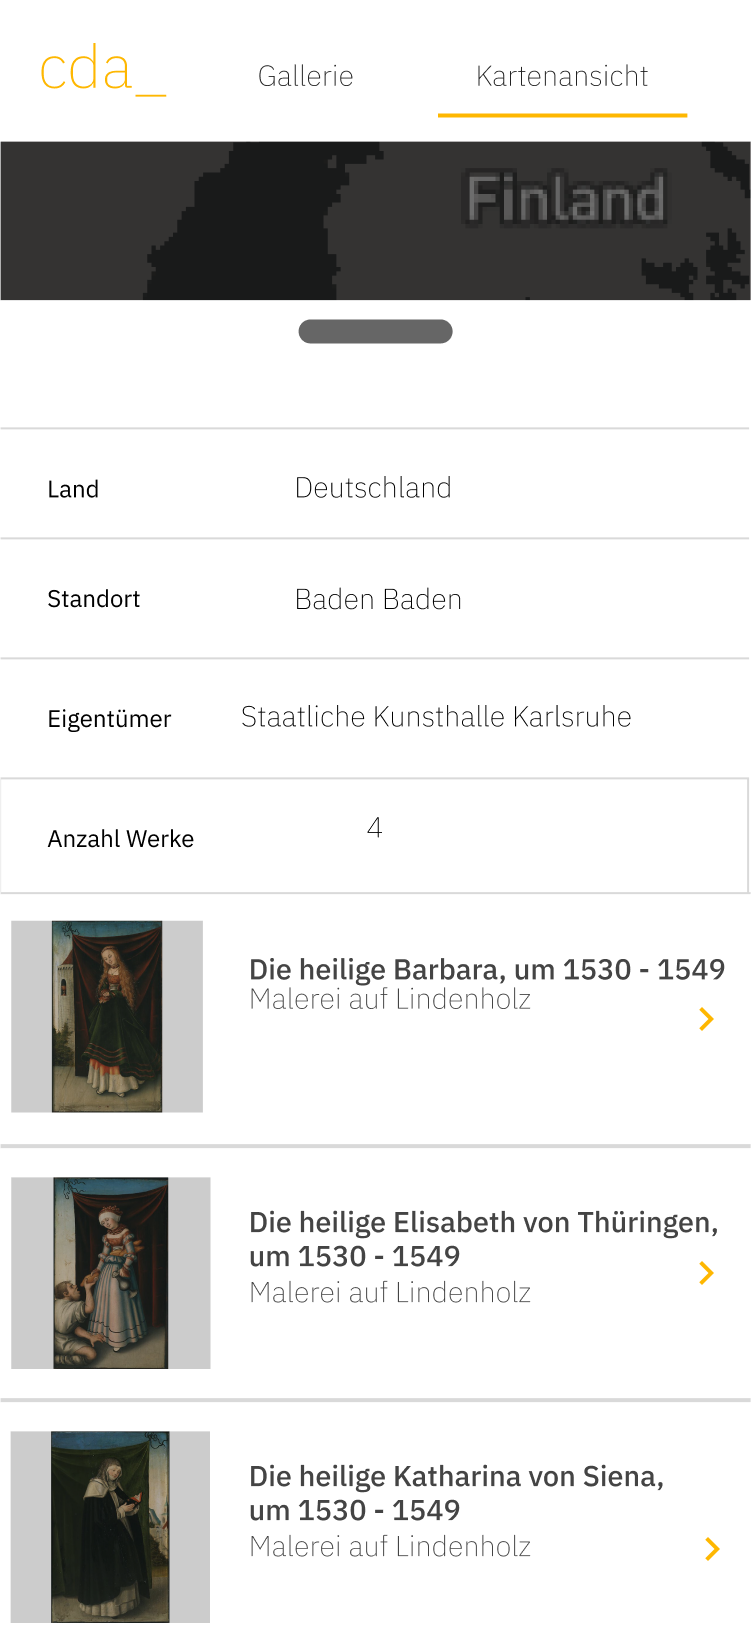 cda_
Gallerie
Kartenansicht
Finland
Land
Deutschland
Standort
Baden Baden
Eigentümer
Staatliche Kunsthalle Karlsruhe
Anzahl Werke
4
Die heilige Barbara, um 1530 - 1549
Malerei auf Lindenholz
Die heilige Elisabeth von Thüringen,
um 1530 - 1549
Malerei auf Lindenholz
Die heilige Katharina von Siena,
um 1530 - 1549
Malerei auf Lindenholz